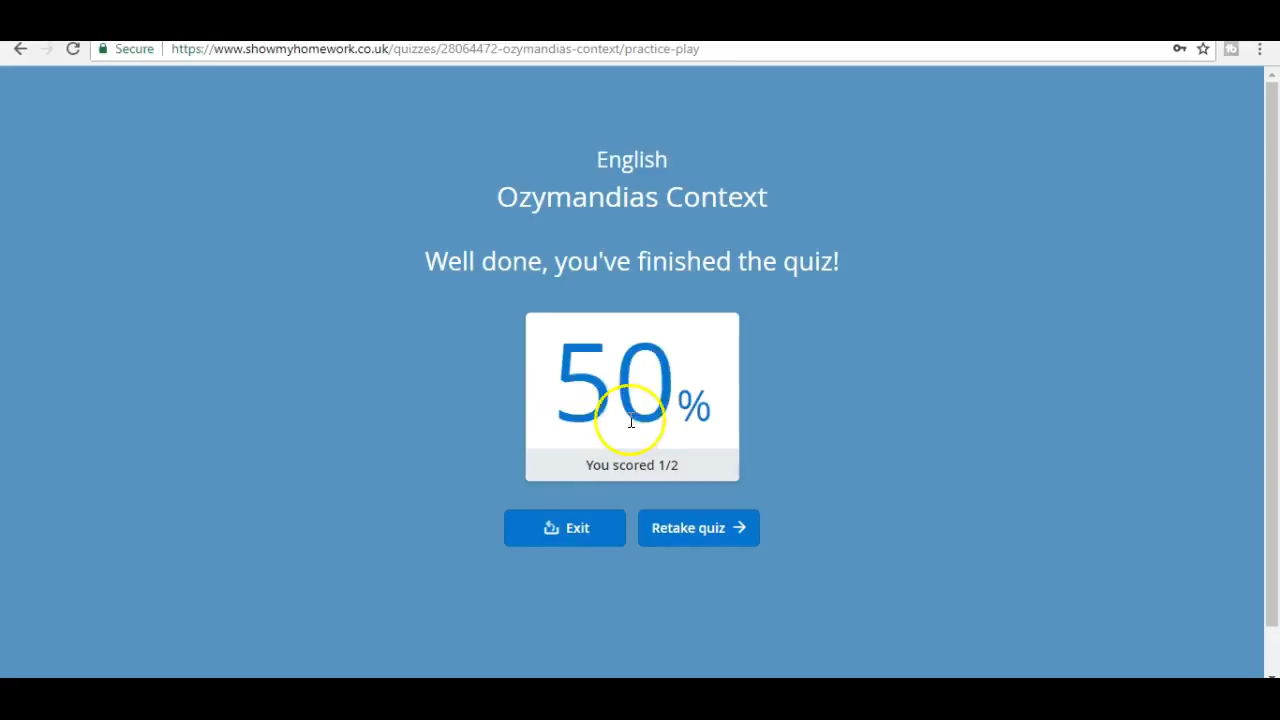 Secure https://www.showmyhomework.co.uk/quizzes/28064472-ozymandias-context/practice-play
English
Ozymandias Context
Well done, you've finished the quiz!
50%
You scored 1/2
Exit Retake quiz